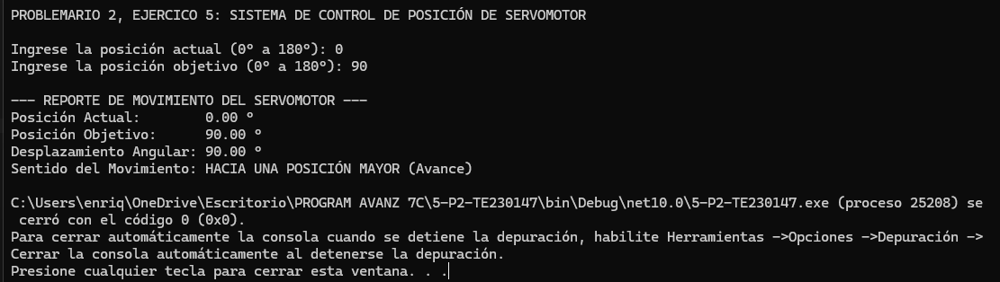 PROBLEMARIO 2, EJERCICO 5: SISTEMA DE CONTROL DE POSICIÓN DE SERVOMOTOR
Ingrese la posición actual (0° a 180°): 0
Ingrese la posición objetivo (0° a 180°): 90
--- REPORTE DE MOVIMIENTO DEL SERVOMOTOR ---
Posición Actual:        0.00 °
Posición Objetivo:      90.00 °
Desplazamiento Angular: 90.00 °
Sentido del Movimiento: HACIA UNA POSICIÓN MAYOR (Avance)
C:\Users\enriq\OneDrive\Escritorio\PROGRAM AVANZ 7C\5-P2-TE230147\bin\Debug\net10.0\5-P2-TE230147.exe (proceso 25208) se
cerró con el código 0 (0x0).
Para cerrar automáticamente la consola cuando se detiene la depuración, habilite Herramientas ->Opciones ->Depuración ->
Cerrar la consola automáticamente al detenerse la depuración.
Presione cualquier tecla para cerrar esta ventana. . .